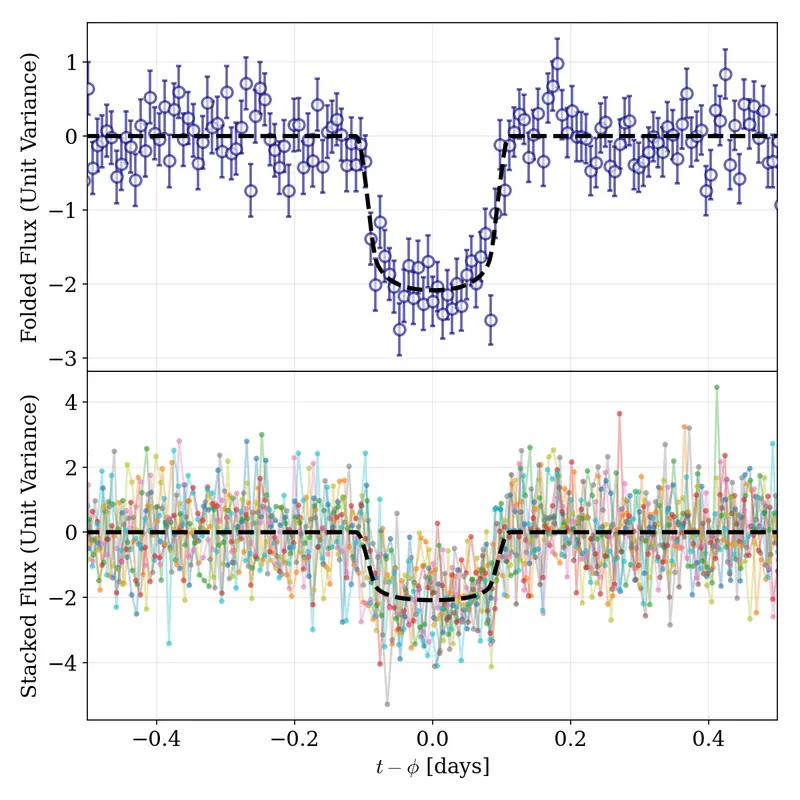 Folded Flux (Unit Variance)
1
0
−1
−2
−3
Stacked Flux (Unit Variance)
4
2
0
−2
−4
−0.4 −0.2 0.0 0.2 0.4
t − ϕ [days]